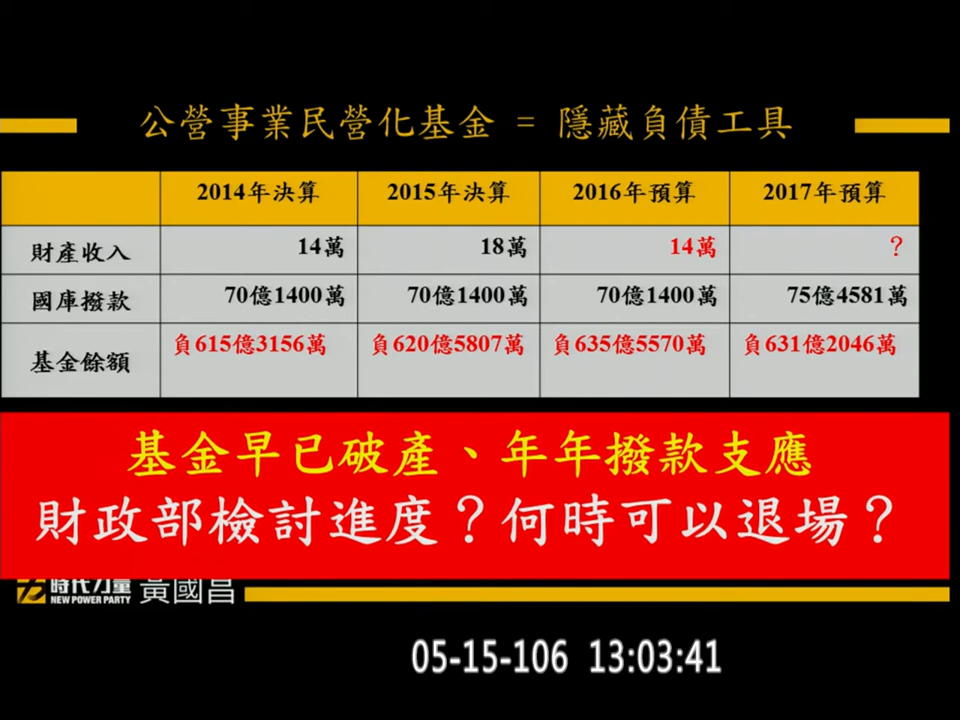 公營事業民營化基金 = 隱藏負債工具
2014年決算 2015年決算 2016年預算 2017年預算
財產收入 14萬 18萬 14萬 ?
國庫撥款 70億1400萬 70億1400萬 70億1400萬 75億4581萬
基金餘額 負615億3156萬 負620億5807萬 負635億5570萬 負631億2046萬
基金早已破產、年年撥款支應
財政部檢討進度?何時可以退場?
時代力量 黃國昌
NEW POWER PARTY
05-15-106 13:03:41